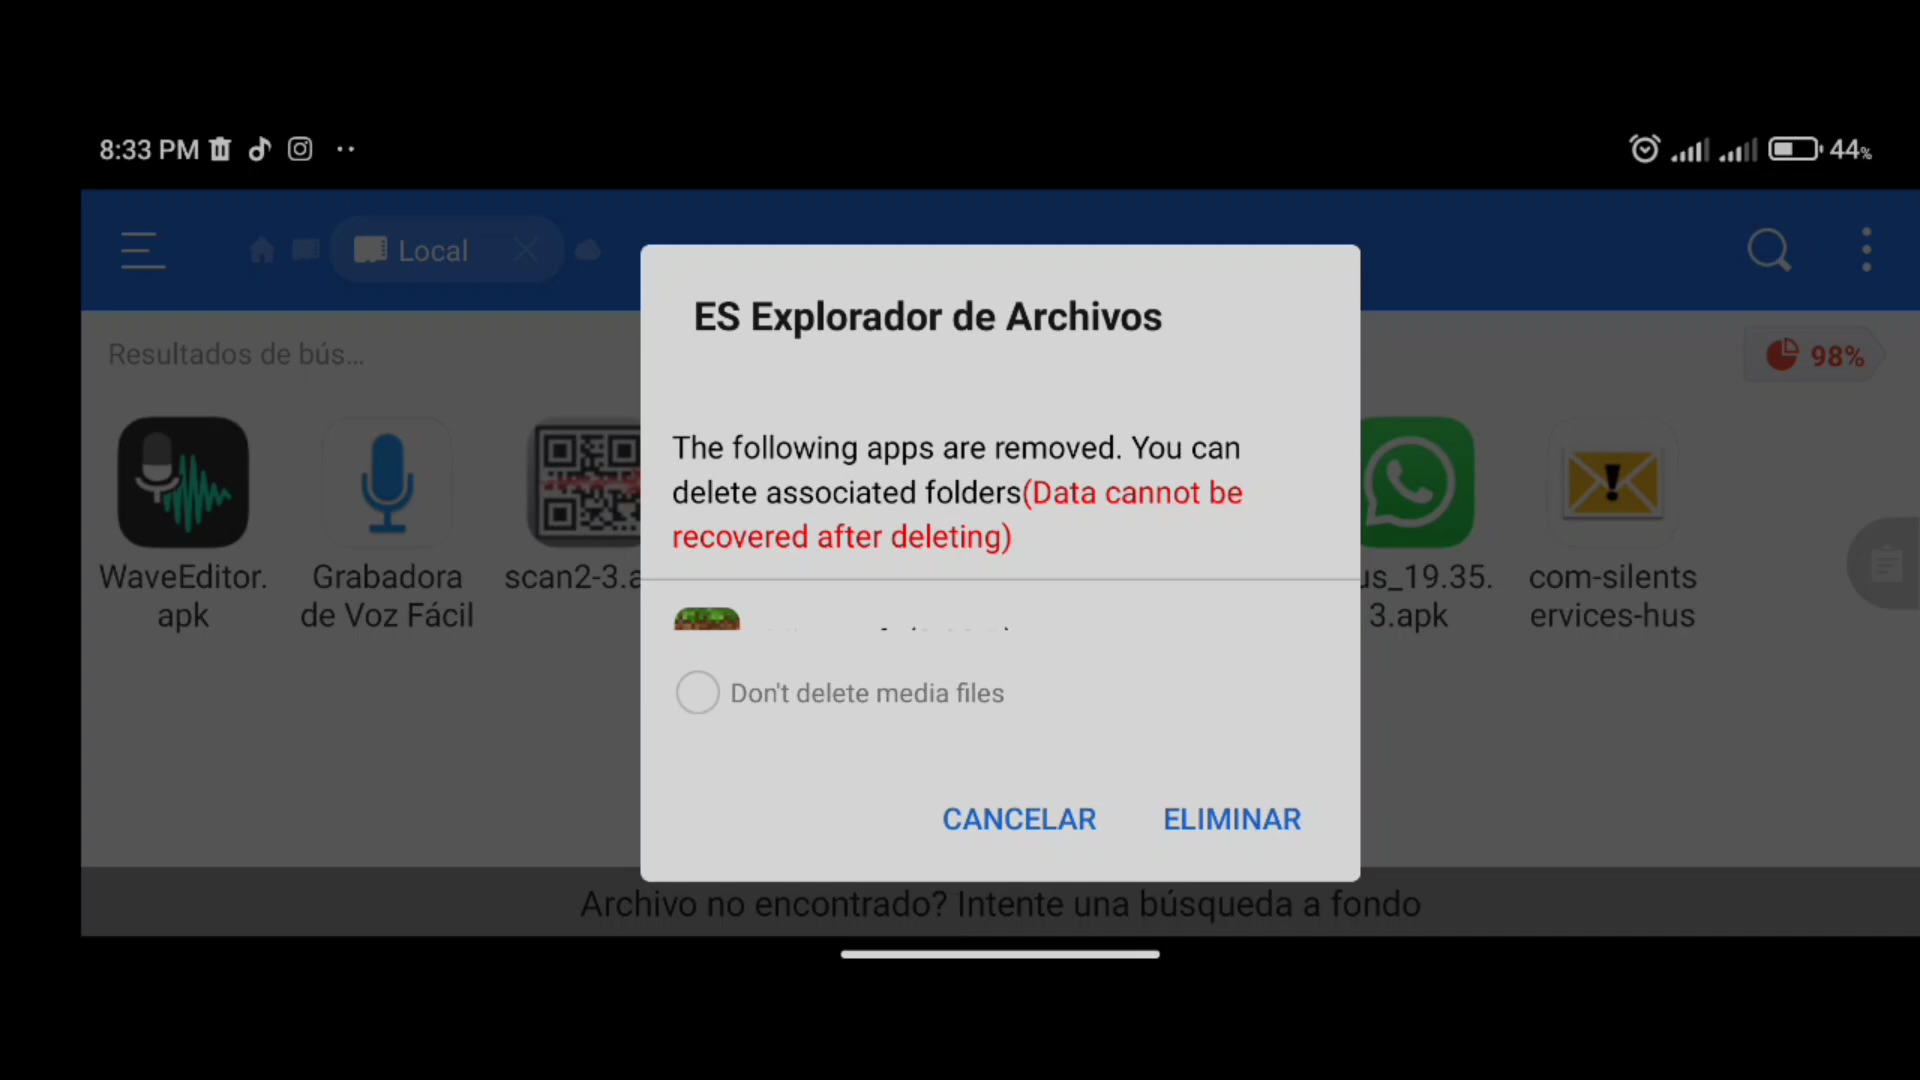 8:33 PM
44%
Local
ES Explorador de Archivos
Resultados de bús...
98%
The following apps are removed. You can
delete associated folders(Data cannot be
recovered after deleting)
WaveEditor.
apk
Grabadora
de Voz Fácil
scan2-3.a
us_19.35.
3.apk
com-silents
ervices-hus
Don't delete media files
CANCELAR
ELIMINAR
Archivo no encontrado? Intente una búsqueda a fondo